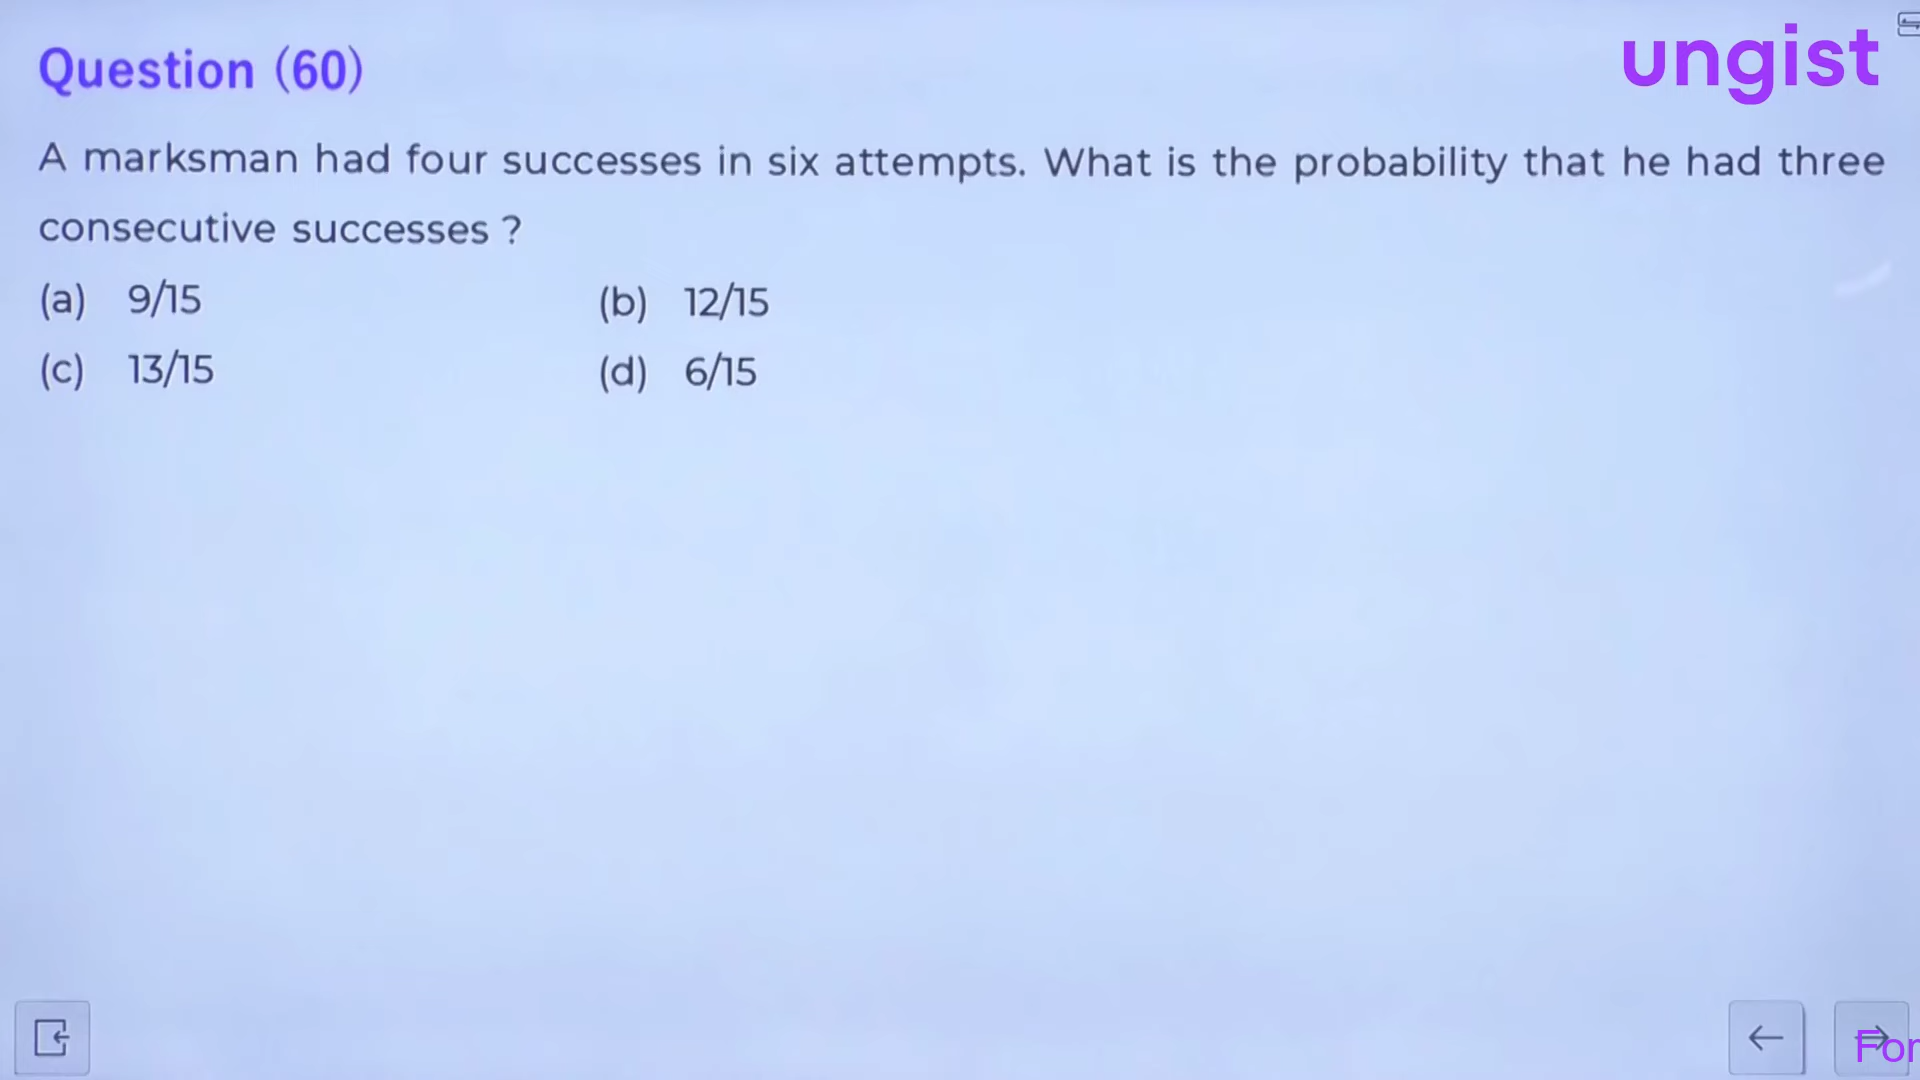 ungist
Question (60)
A marksman had four successes in six attempts. What is the probability that he had three
consecutive successes ?
(a) 9/15
(b) 12/15
(c) 13/15
(d) 6/15
For